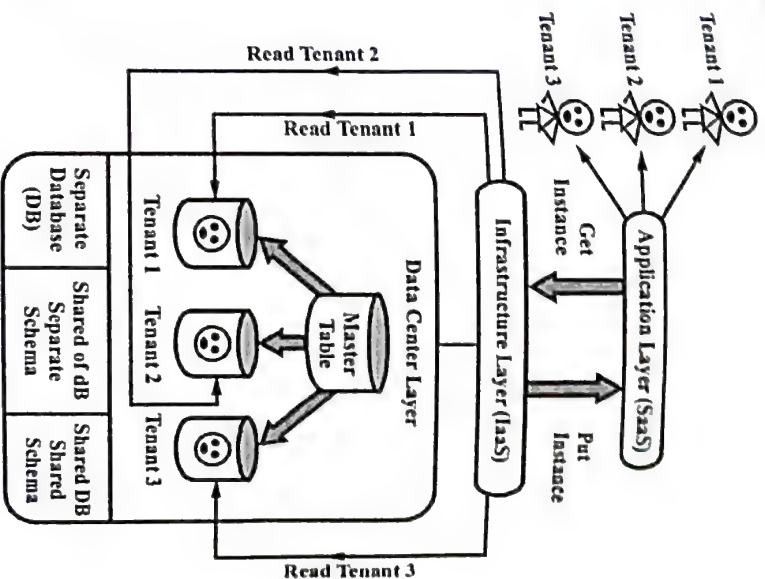 Tenant 1
Tenant 2
Tenant 3
Application Layer (SaaS)
Get
Instance
Put
Instance
Infrastructure Layer (IaaS)
Read Tenant 2
Read Tenant 1
Read Tenant 3
Data Center Layer
Master
Table
Tenant 1
Tenant 2
Tenant 3
Separate
Database
(DB)
Shared of dB
Separate
Schema
Shared DB
Shared
Schema